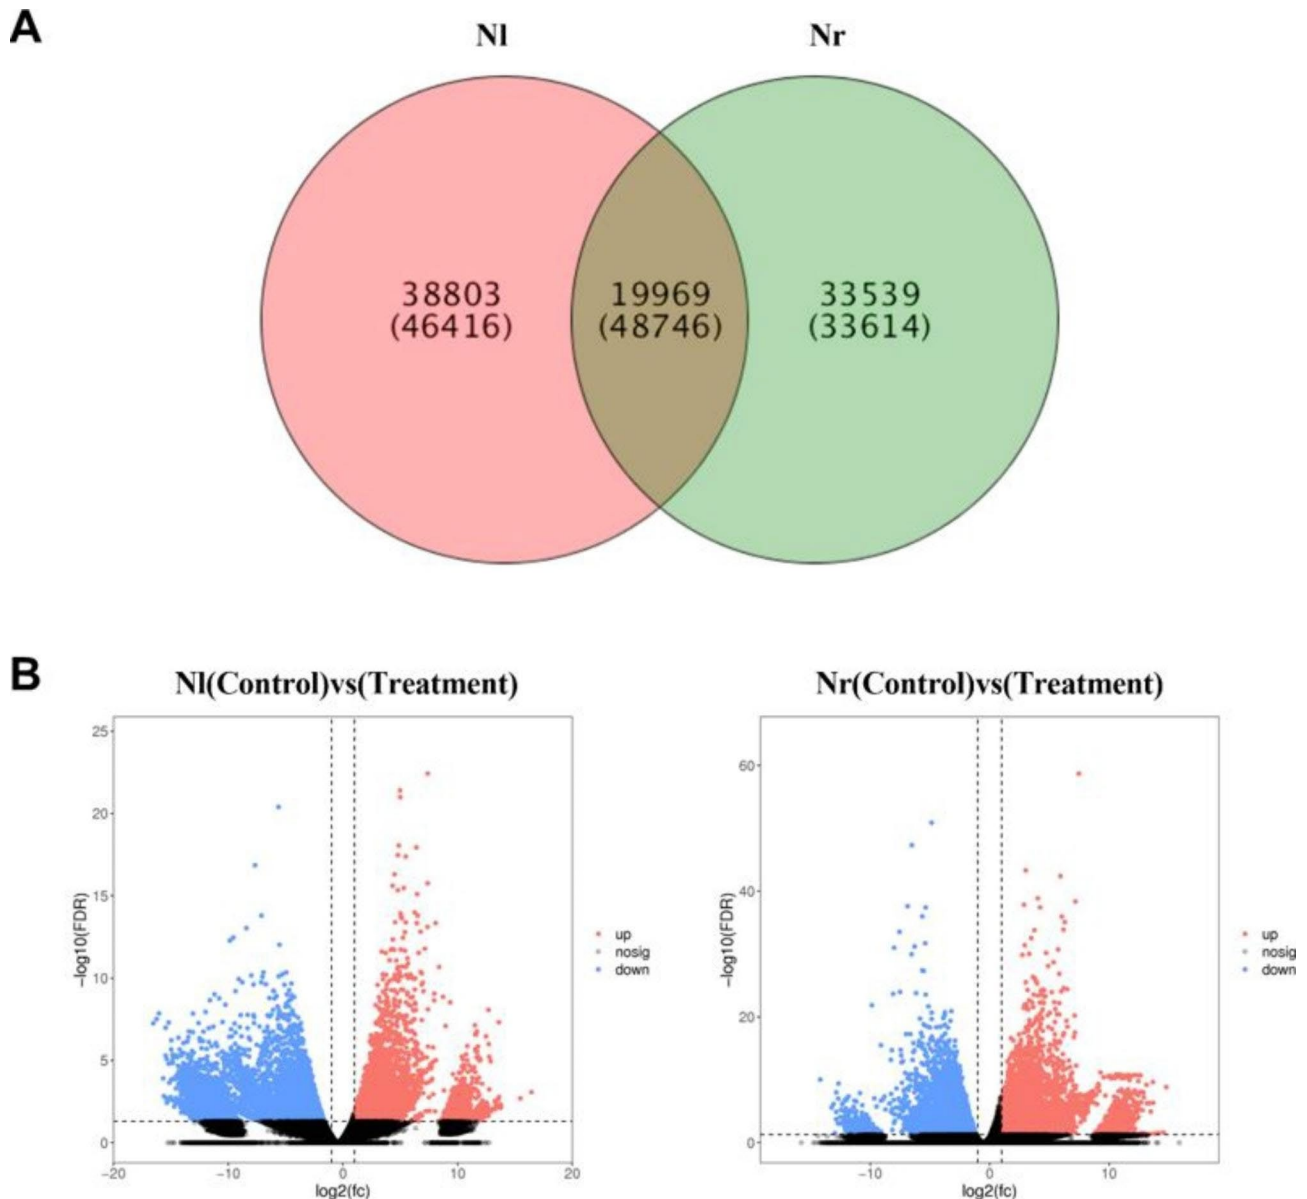 A
Nl
Nr
38803
(46416)
19969
(48746)
33539
(33614)
B
Nl(Control)vs(Treatment)
25
20
15
10
5
0
−log10(FDR)
−20
−10
0
10
20
log2(fc)
up
nosig
down
Nr(Control)vs(Treatment)
60
40
20
0
−log10(FDR)
−10
0
10
log2(fc)
up
nosig
down